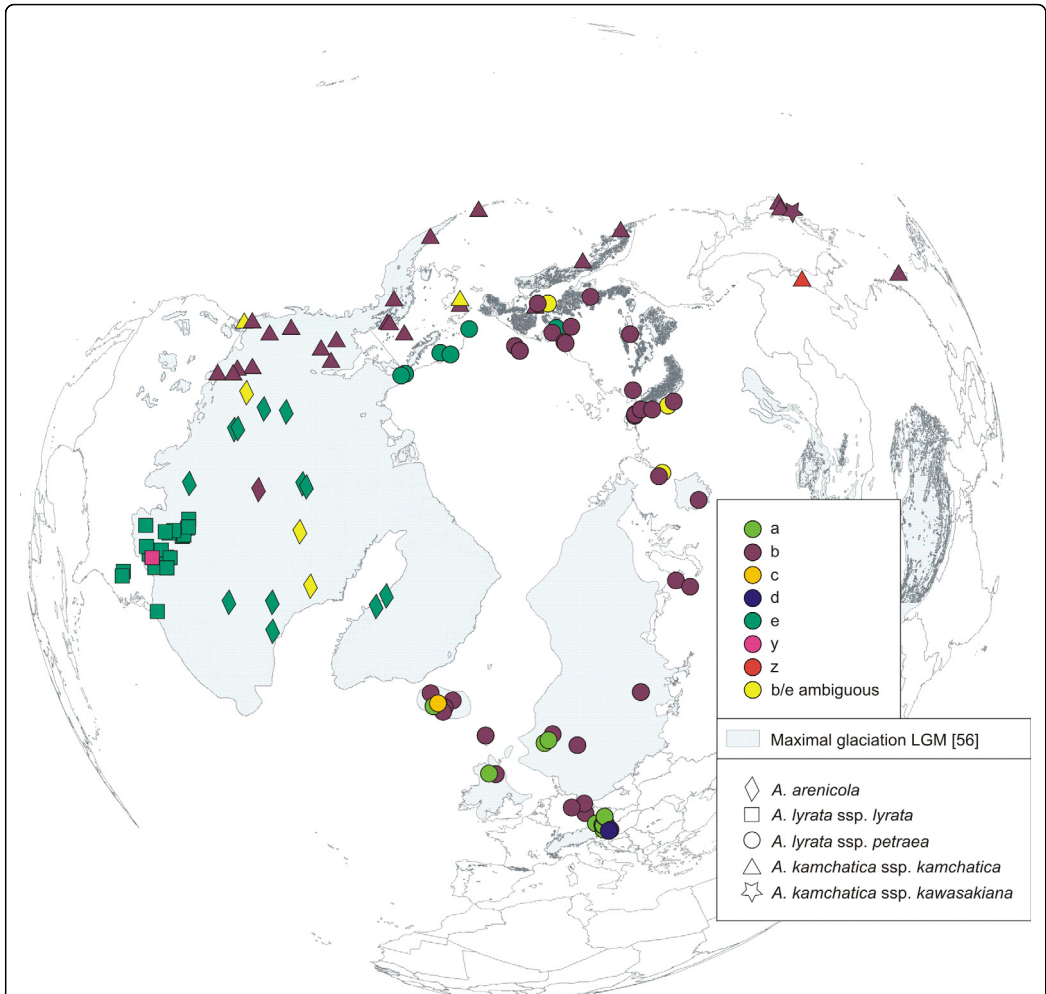 a
b
c
d
e
y
z
b/e ambiguous
Maximal glaciation LGM [56]
A. arenicola
A. lyrata ssp. lyrata
A. lyrata ssp. petraea
A. kamchatica ssp. kamchatica
A. kamchatica ssp. kawasakiana